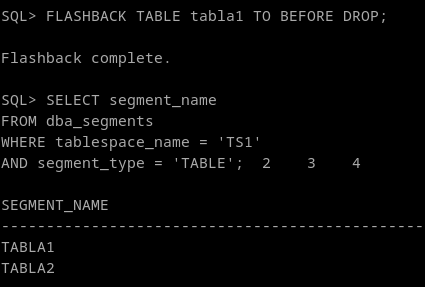 SQL> FLASHBACK TABLE tabla1 TO BEFORE DROP;
Flashback complete.
SQL> SELECT segment_name
FROM dba_segments
WHERE tablespace_name = 'TS1'
AND segment_type = 'TABLE';  2    3    4
SEGMENT_NAME
-----------------------------------------------
TABLA1
TABLA2